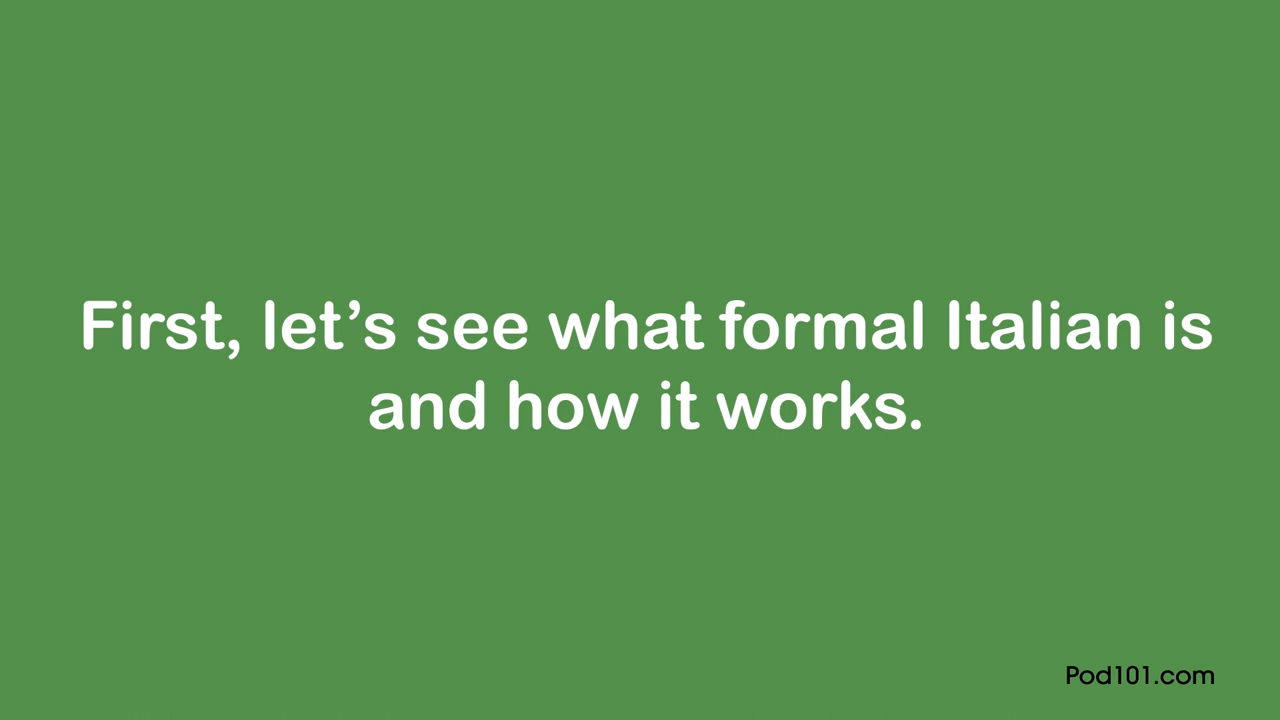 First, let’s see what formal Italian is
and how it works.
Pod101.com